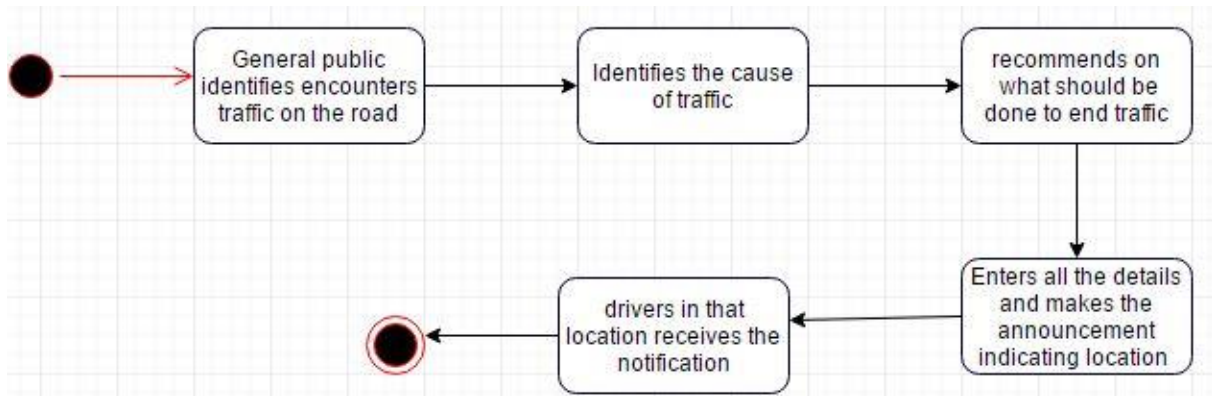 General public
identifies encounters
traffic on the road
Identifies the cause
of traffic
recommends on
what should be
done to end traffic
Enters all the details
and makes the
announcement
indicating location
drivers in that
location receives the
notification